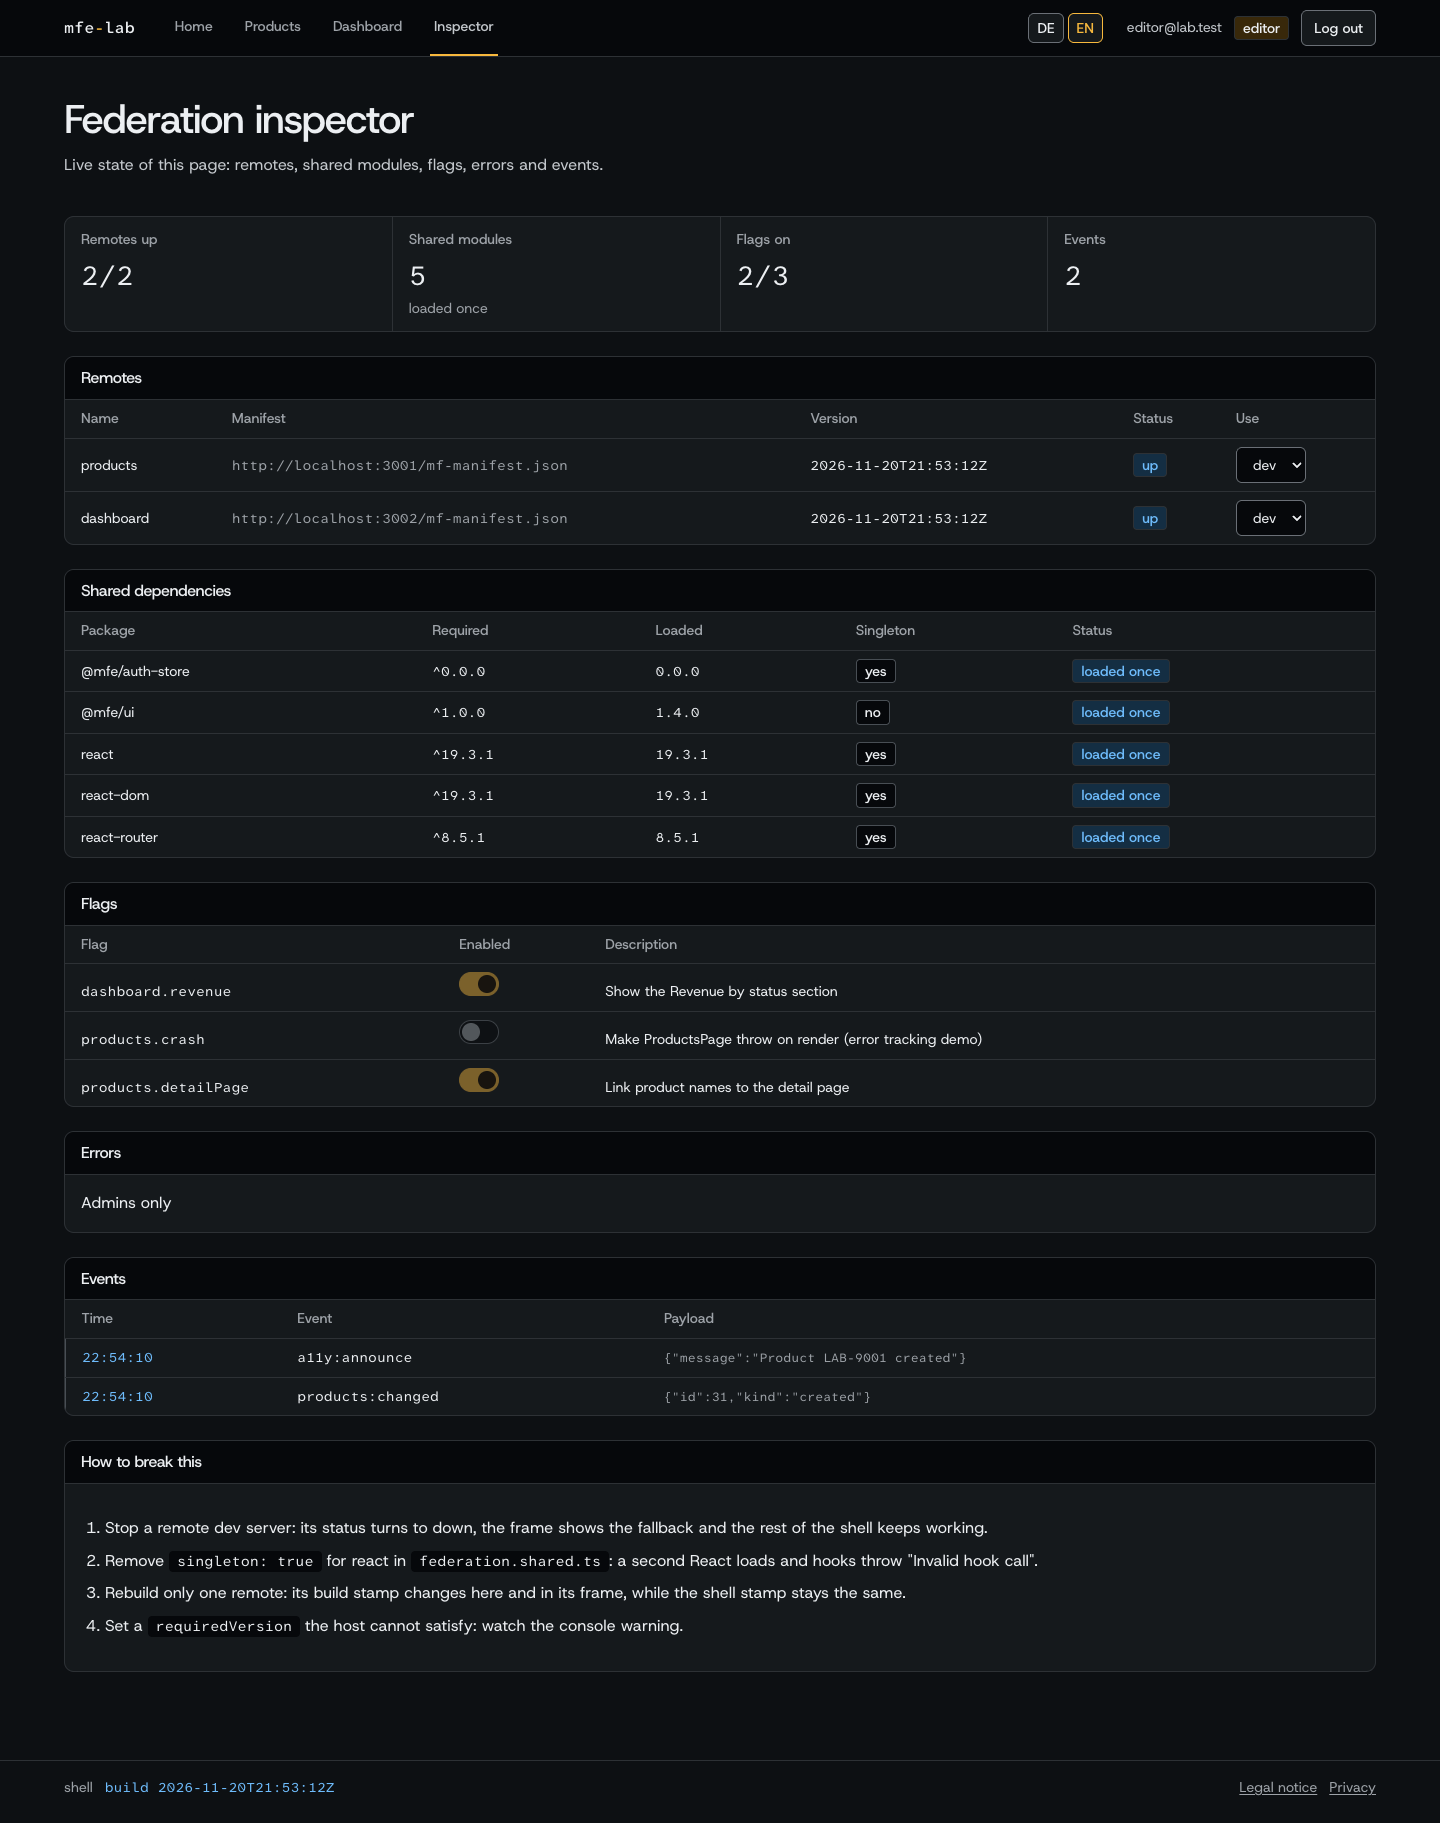 mfe-lab Home Products Dashboard Inspector DE EN editor@lab.test editor Log out
Federation inspector
Live state of this page: remotes, shared modules, flags, errors and events.
Remotes up Shared modules Flags on Events
2/2 5 2/3 2
loaded once
Remotes
Name Manifest Version Status Use
products http://localhost:3001/mf-manifest.json 2026-11-20T21:53:12Z up dev
dashboard http://localhost:3002/mf-manifest.json 2026-11-20T21:53:12Z up dev
Shared dependencies
Package Required Loaded Singleton Status
@mfe/auth-store ^0.0.0 0.0.0 yes loaded once
@mfe/ui ^1.0.0 1.4.0 no loaded once
react ^19.3.1 19.3.1 yes loaded once
react-dom ^19.3.1 19.3.1 yes loaded once
react-router ^8.5.1 8.5.1 yes loaded once
Flags
Flag Enabled Description
dashboard.revenue Show the Revenue by status section
products.crash Make ProductsPage throw on render (error tracking demo)
products.detailPage Link product names to the detail page
Errors
Admins only
Events
Time Event Payload
22:54:10 a11y:announce {"message":"Product LAB-9001 created"}
22:54:10 products:changed {"id":31,"kind":"created"}
How to break this
1. Stop a remote dev server: its status turns to down, the frame shows the fallback and the rest of the shell keeps working.
2. Remove singleton: true for react in federation.shared.ts: a second React loads and hooks throw "Invalid hook call".
3. Rebuild only one remote: its build stamp changes here and in its frame, while the shell stamp stays the same.
4. Set a requiredVersion the host cannot satisfy: watch the console warning.
shell build 2026-11-20T21:53:12Z Legal notice Privacy